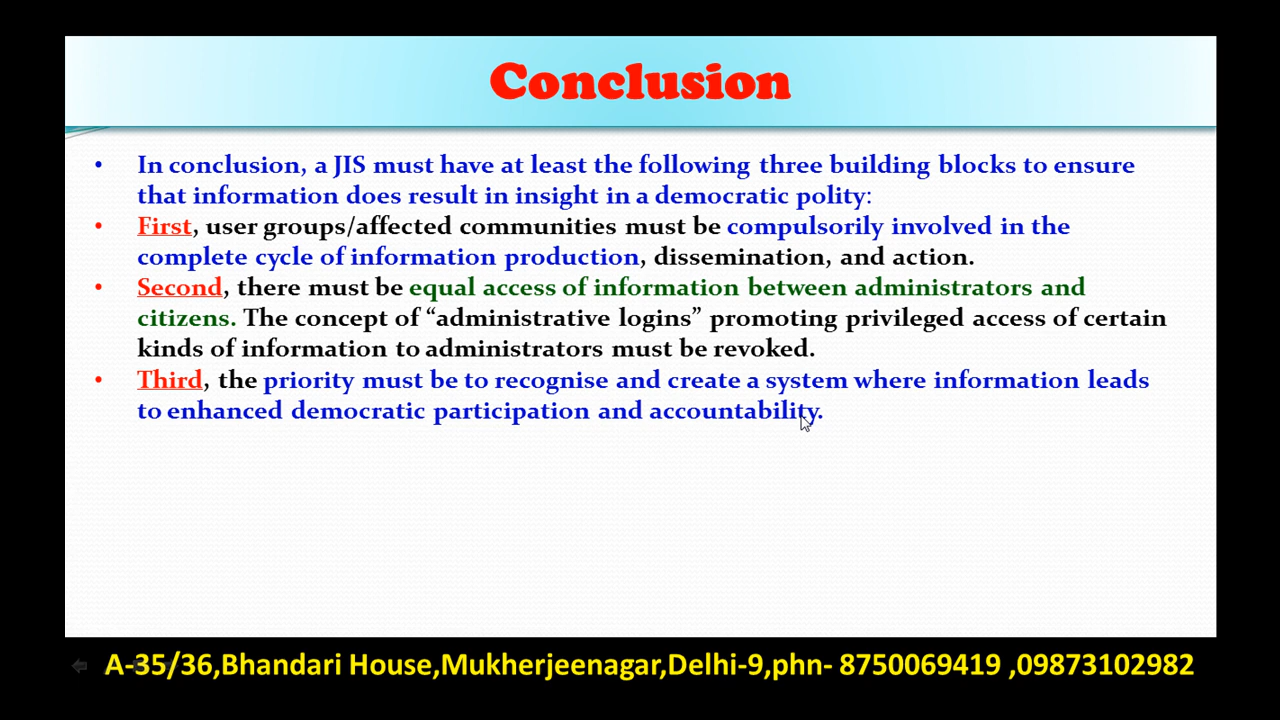 Conclusion
• In conclusion, a JIS must have at least the following three building blocks to ensure
that information does result in insight in a democratic polity:
• First, user groups/affected communities must be compulsorily involved in the
complete cycle of information production, dissemination, and action.
• Second, there must be equal access of information between administrators and
citizens. The concept of “administrative logins” promoting privileged access of certain
kinds of information to administrators must be revoked.
• Third, the priority must be to recognise and create a system where information leads
to enhanced democratic participation and accountability.
A-35/36,Bhandari House,Mukherjeenagar,Delhi-9,phn- 8750069419 ,09873102982